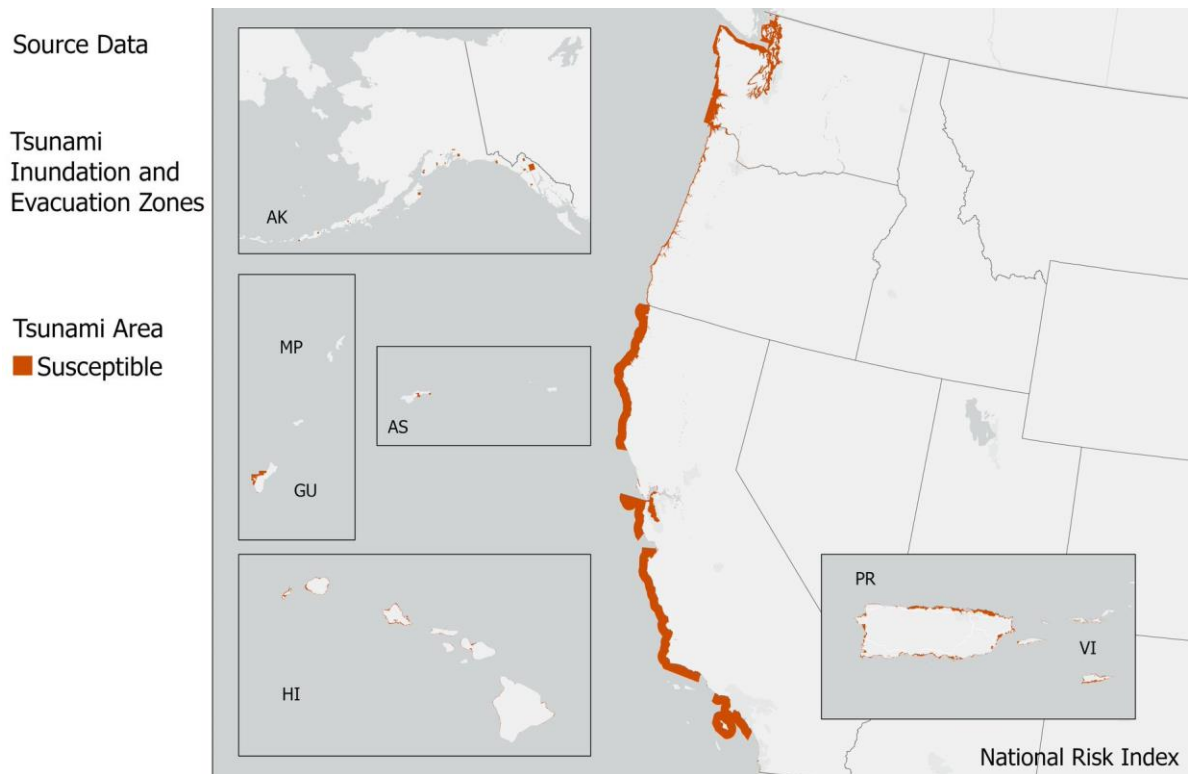 Source Data
Tsunami
Inundation and
Evacuation Zones
Tsunami Area
Susceptible
AK
MP
GU
AS
HI
PR
VI
National Risk Index